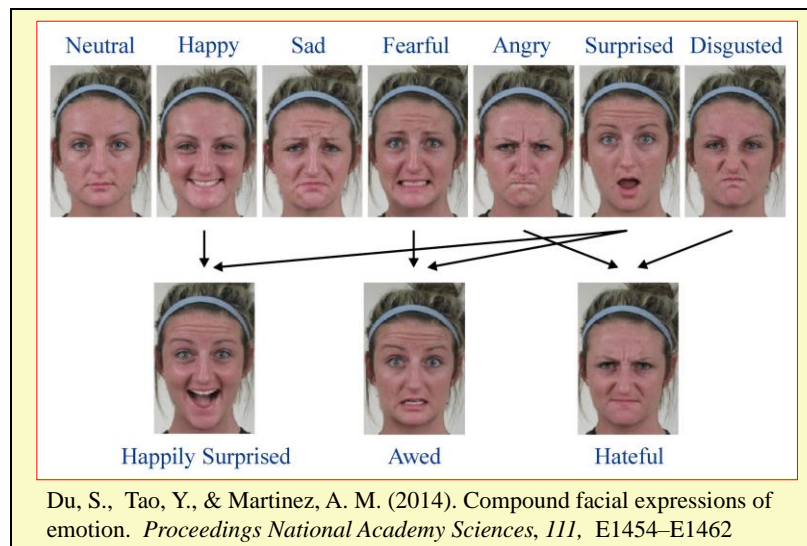 Neutral Happy Sad Fearful Angry Surprised Disgusted
Happily Surprised Awed Hateful
Du, S., Tao, Y., & Martinez, A. M. (2014). Compound facial expressions of
emotion. Proceedings National Academy Sciences, 111, E1454–E1462